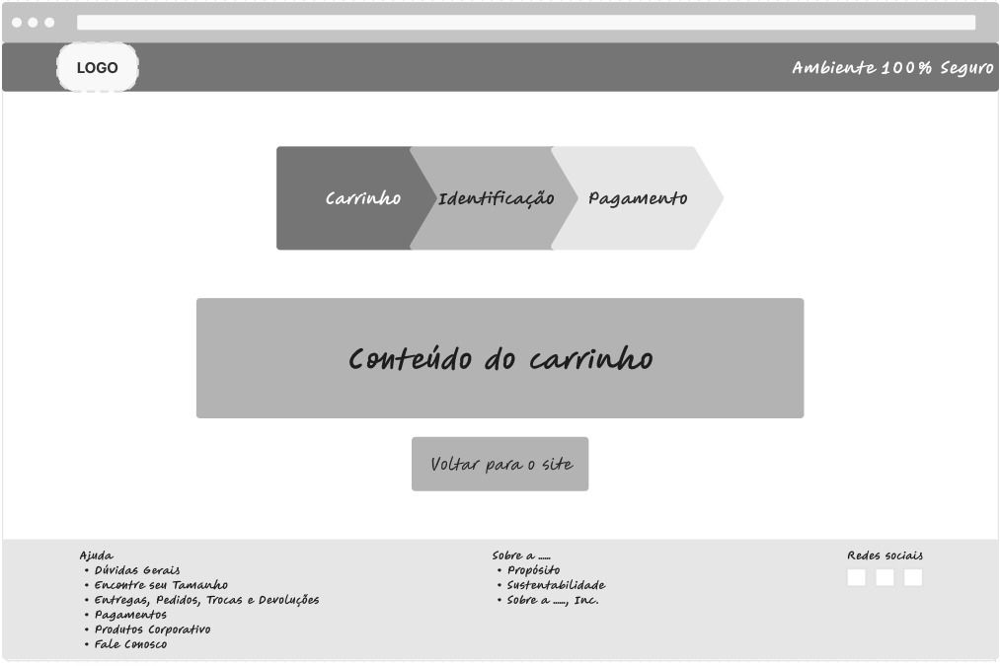 LOGO
Ambiente 100% Seguro
Carrinho
Identificação
Pagamento
Conteúdo do carrinho
Voltar para o site
Ajuda
• Dúvidas Gerais
• Encontre seu Tamanho
• Entregas, Pedidos, Trocas e Devoluções
• Pagamentos
• Produtos Corporativo
• Fale Conosco
Sobre a ......
• Propósito
• Sustentabilidade
• Sobre a ......, Inc.
Redes sociais